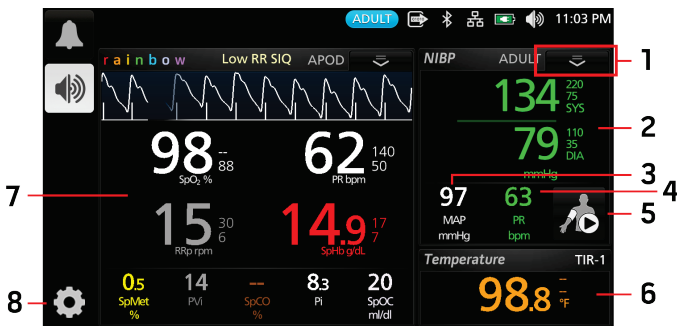 ADULT 11:03 PM
rainbow Low RR SIQ APOD
NIBP ADULT
1
134 220 75 SYS
2
79 110 35 DIA
mmHg
98 -- 88 SpO₂ %
62 140 50 PR bpm
3
97 MAP mmHg
63 PR bpm
4
5
7
15 30 6 RRp rpm
14.9 17 7 SpHb g/dL
Temperature TIR-1
98.8 -- °F
6
0.5 SpMet %
14 PVi
-- SpCO %
8.3 Pi
20 SpOC ml/dl
8